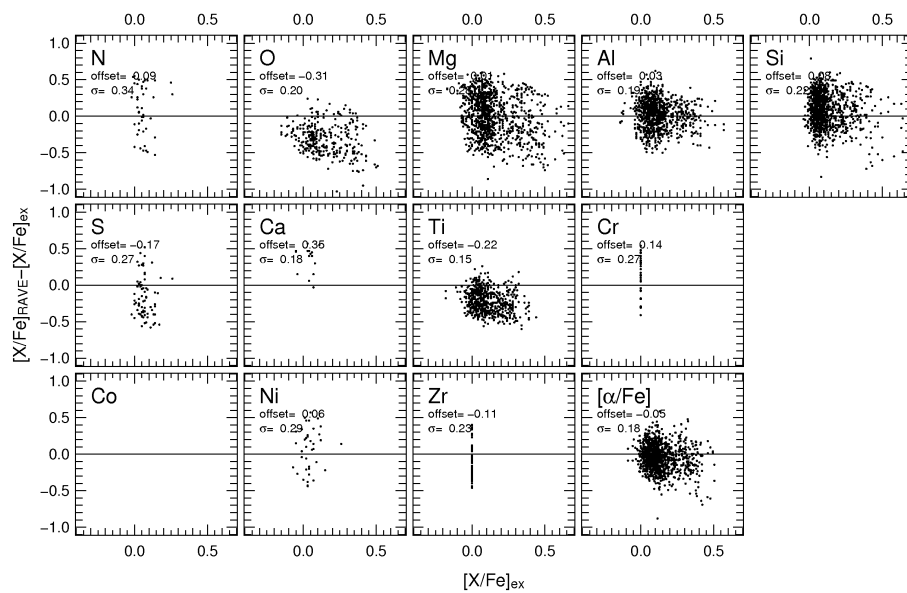 0.0 0.5 0.0 0.5 0.0 0.5 0.0 0.5 0.0 0.5
1.0
0.5
0.0
−0.5
−1.0
N
offset= 0.09
σ= 0.34
O
offset= −0.31
σ= 0.20
Mg
offset= 0.01
Al
offset= 0.03
σ= 0.19
Si
σ= 0.22
1.0
0.5
0.0
−0.5
−1.0
S
offset= −0.17
σ= 0.27
Ca
offset= 0.36
σ= 0.18
Ti
offset= −0.22
σ= 0.15
Cr
offset= 0.14
σ= 0.27
1.0
0.5
0.0
−0.5
−1.0
Co
Ni
offset= 0.06
σ= 0.29
Zr
offset= −0.11
σ= 0.23
[α/Fe]
offset= −0.05
σ= 0.18
0.0 0.5 0.0 0.5 0.0 0.5 0.0 0.5
[X/Fe]RAVE−[X/Fe]ex
[X/Fe]ex